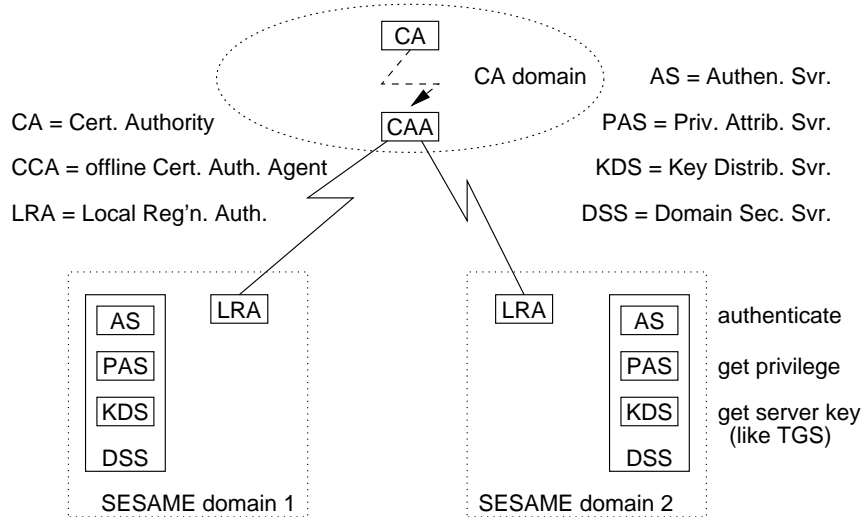 CA
CA domain
CAA
CA = Cert. Authority
CCA = offline Cert. Auth. Agent
LRA = Local Reg'n. Auth.
AS = Authen. Svr.
PAS = Priv. Attrib. Svr.
KDS = Key Distrib. Svr.
DSS = Domain Sec. Svr.
AS
PAS
KDS
DSS
LRA
SESAME domain 1
LRA
AS
PAS
KDS
DSS
SESAME domain 2
authenticate
get privilege
get server key
(like TGS)